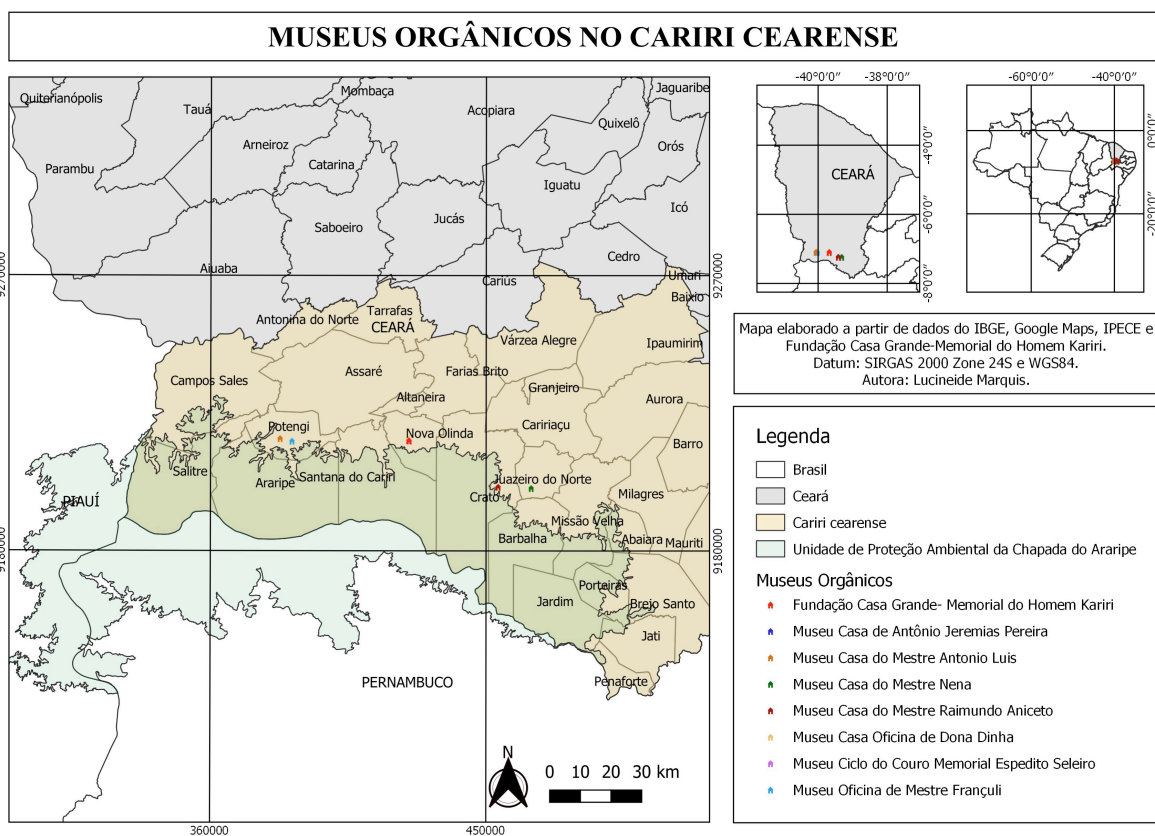 MUSEUS ORGÂNICOS NO CARIRI CEARENSE
Quiterianópolis
Tauá
Mombaça
Acopiara
Jaguaribe
Quixelô
Arneiroz
Orós
Parambu
Catarina
Iguatu
Icó
Saboeiro
Jucás
Aiuaba
Cedro
Cariús
Umari
Baixio
9270000
9270000
Antonina do Norte
Tarrafas
CEARÁ
Várzea Alegre
Ipaumirim
Campos Sales
Assaré
Farias Brito
Granjeiro
Altaneira
Aurora
Potengi
Nova Olinda
Caririaçu
Barro
Salitre
Araripe
Santana do Cariri
Juazeiro do Norte
Crato
Milagres
PIAUÍ
Missão Velha
Barbalha
Abaiara
Mauriti
9180000
9180000
Porteiras
Jardim
Brejo Santo
Jati
PERNAMBUCO
Penaforte
N
0 10 20 30 km
360000
450000
-40°0'0"
-38°0'0"
-4°0'0"
-6°0'0"
-8°0'0"
CEARÁ
-60°0'0"
-40°0'0"
0°0'0"
-20°0'0"
Mapa elaborado a partir de dados do IBGE, Google Maps, IPECE e
Fundação Casa Grande-Memorial do Homem Kariri.
Datum: SIRGAS 2000 Zone 24S e WGS84.
Autora: Lucineide Marquis.
Legenda
Brasil
Ceará
Cariri cearense
Unidade de Proteção Ambiental da Chapada do Araripe
Museus Orgânicos
Fundação Casa Grande- Memorial do Homem Kariri
Museu Casa de Antônio Jeremias Pereira
Museu Casa do Mestre Antonio Luis
Museu Casa do Mestre Nena
Museu Casa do Mestre Raimundo Aniceto
Museu Casa Oficina de Dona Dinha
Museu Ciclo do Couro Memorial Espedito Seleiro
Museu Oficina de Mestre Françuli